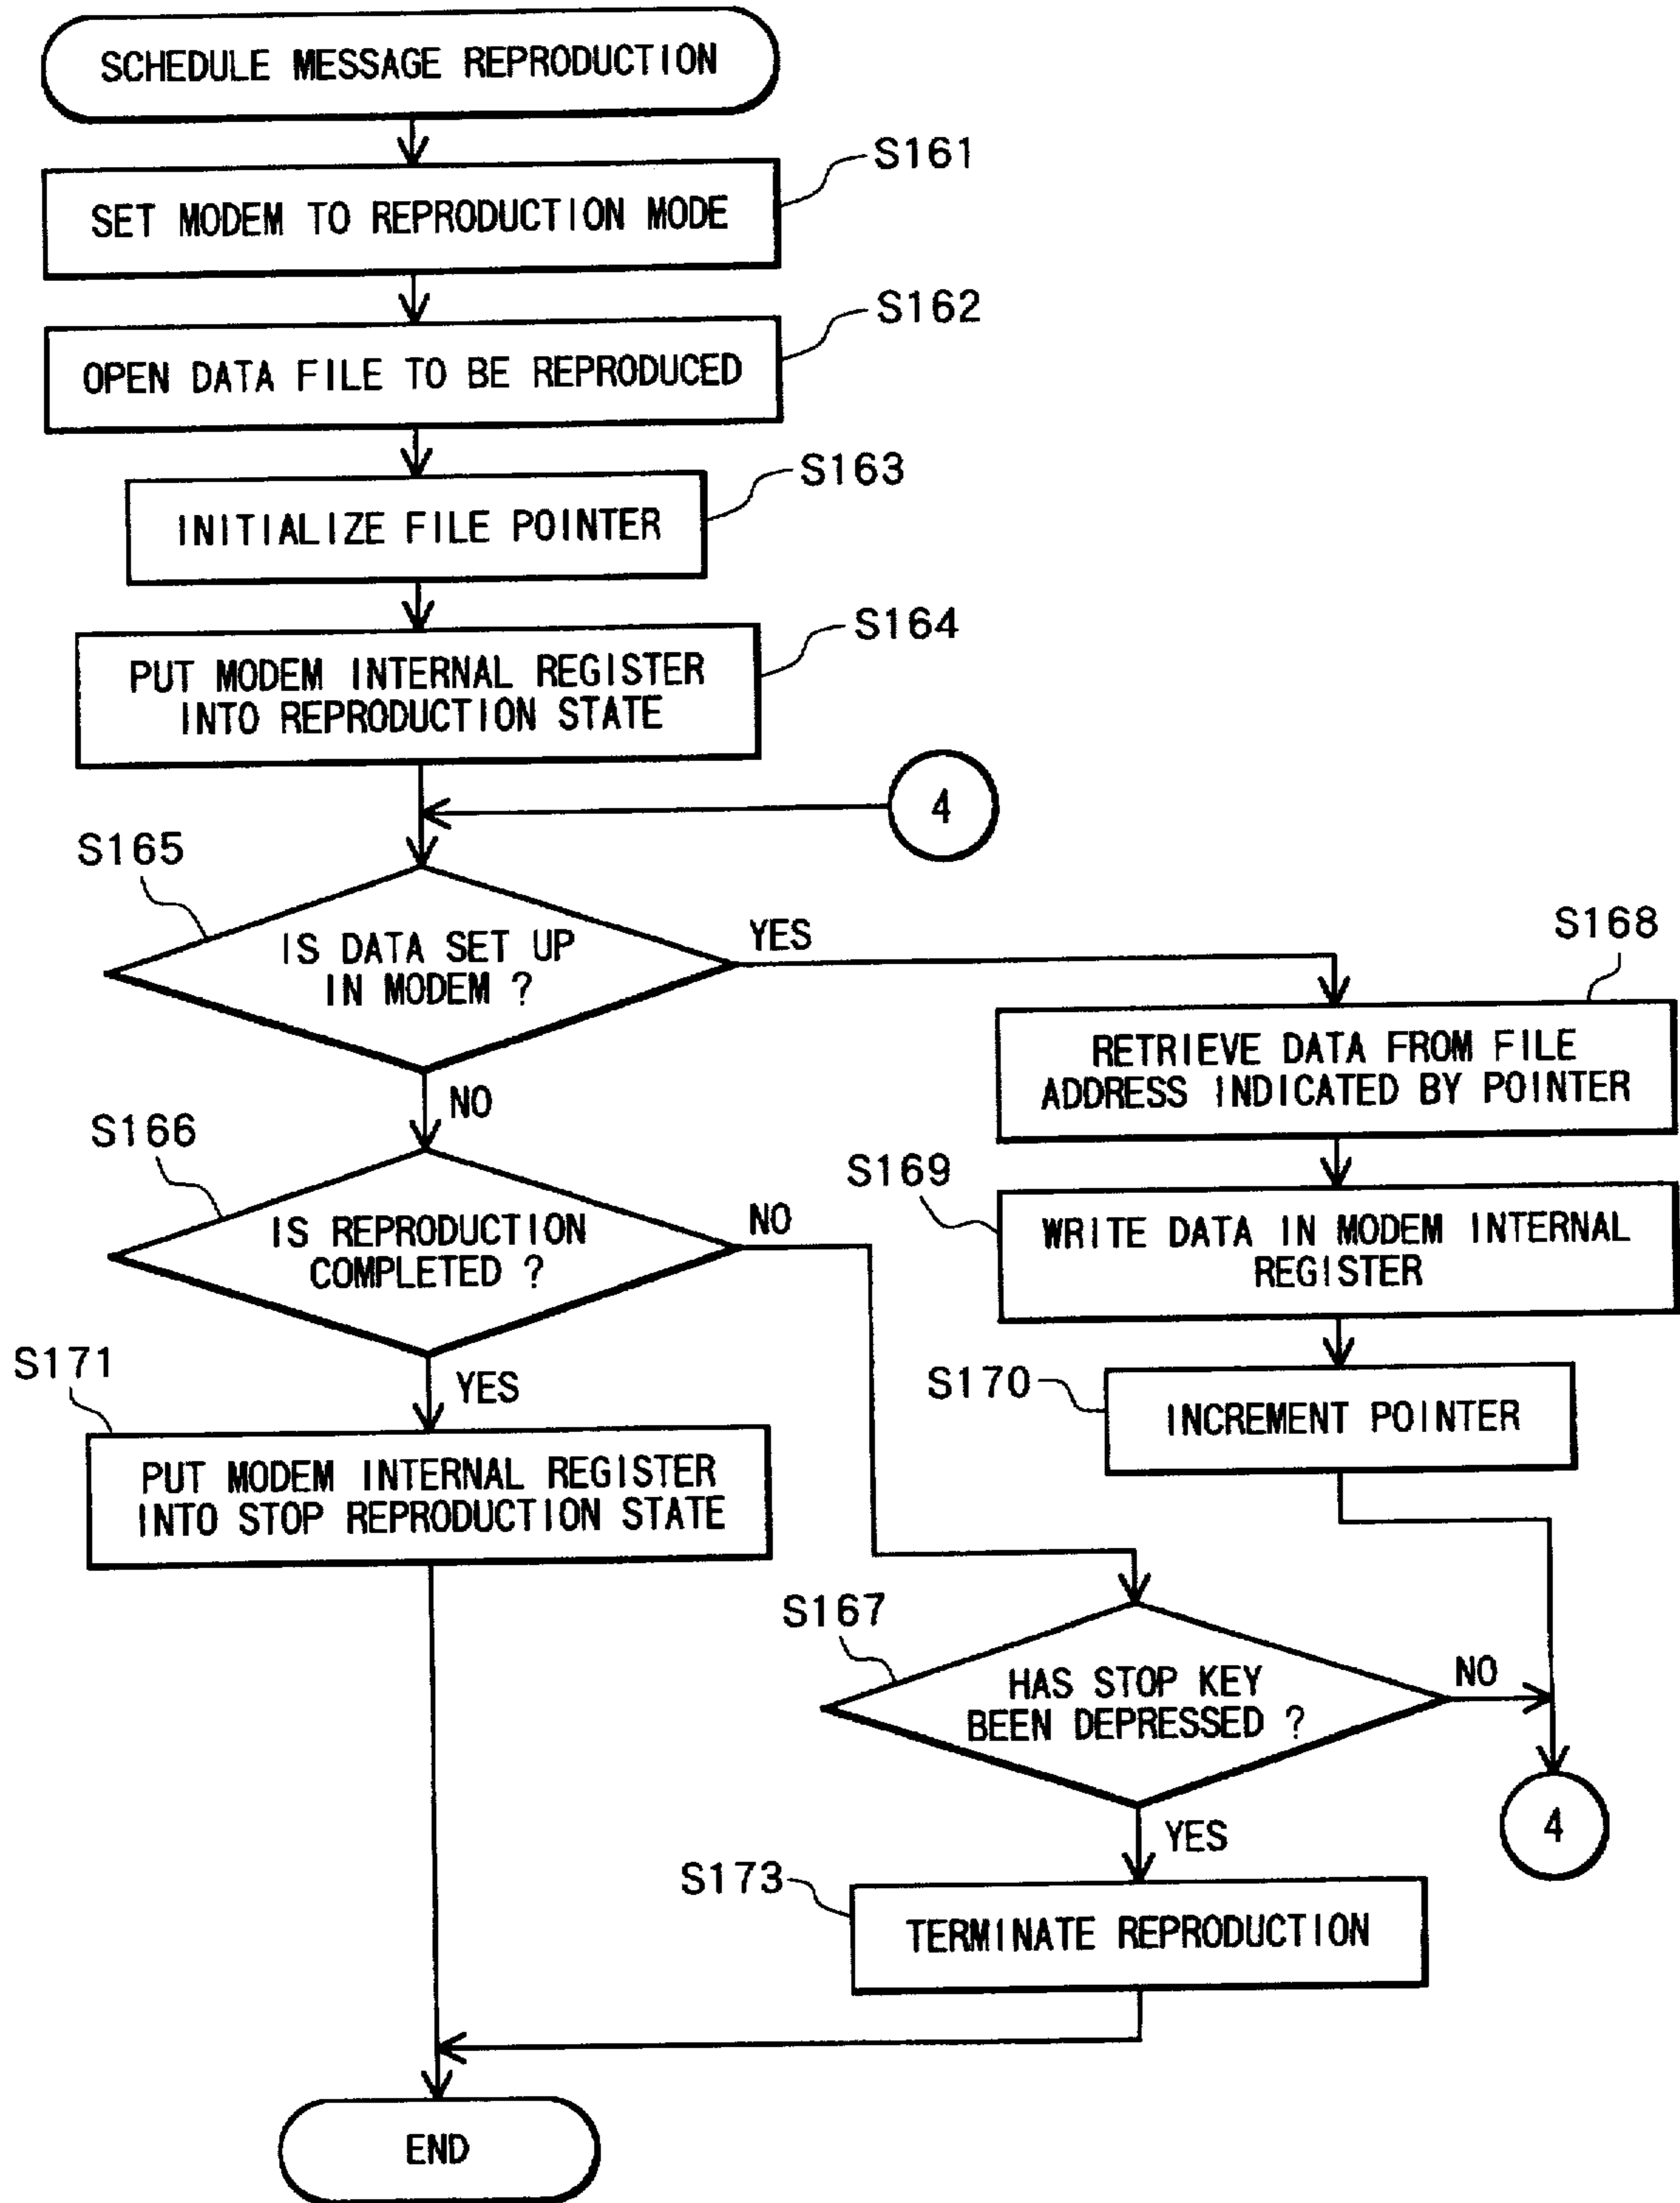 SCHEDULE MESSAGE REPRODUCTION
S161
SET MODEM TO REPRODUCTION MODE
S162
OPEN DATA FILE TO BE REPRODUCED
S163
INITIALIZE FILE POINTER
S164
PUT MODEM INTERNAL REGISTER
INTO REPRODUCTION STATE
4
S165
IS DATA SET UP
IN MODEM ?
YES
NO
S168
RETRIEVE DATA FROM FILE
ADDRESS INDICATED BY POINTER
S166
IS REPRODUCTION
COMPLETED ?
NO
YES
S169
WRITE DATA IN MODEM INTERNAL
REGISTER
S170
INCREMENT POINTER
S171
PUT MODEM INTERNAL REGISTER
INTO STOP REPRODUCTION STATE
S167
HAS STOP KEY
BEEN DEPRESSED ?
NO
YES
4
S173
TERMINATE REPRODUCTION
END